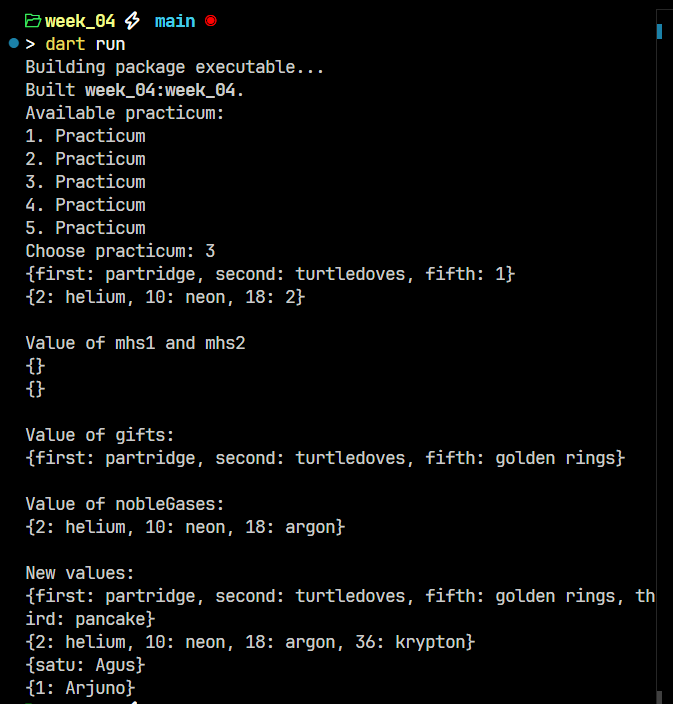 week_04 main
> dart run
Building package executable...
Built week_04:week_04.
Available practicum:
1. Practicum
2. Practicum
3. Practicum
4. Practicum
5. Practicum
Choose practicum: 3
{first: partridge, second: turtledoves, fifth: 1}
{2: helium, 10: neon, 18: 2}

Value of mhs1 and mhs2
{}
{}

Value of gifts:
{first: partridge, second: turtledoves, fifth: golden rings}

Value of nobleGases:
{2: helium, 10: neon, 18: argon}

New values:
{first: partridge, second: turtledoves, fifth: golden rings, th
ird: pancake}
{2: helium, 10: neon, 18: argon, 36: krypton}
{satu: Agus}
{1: Arjuno}